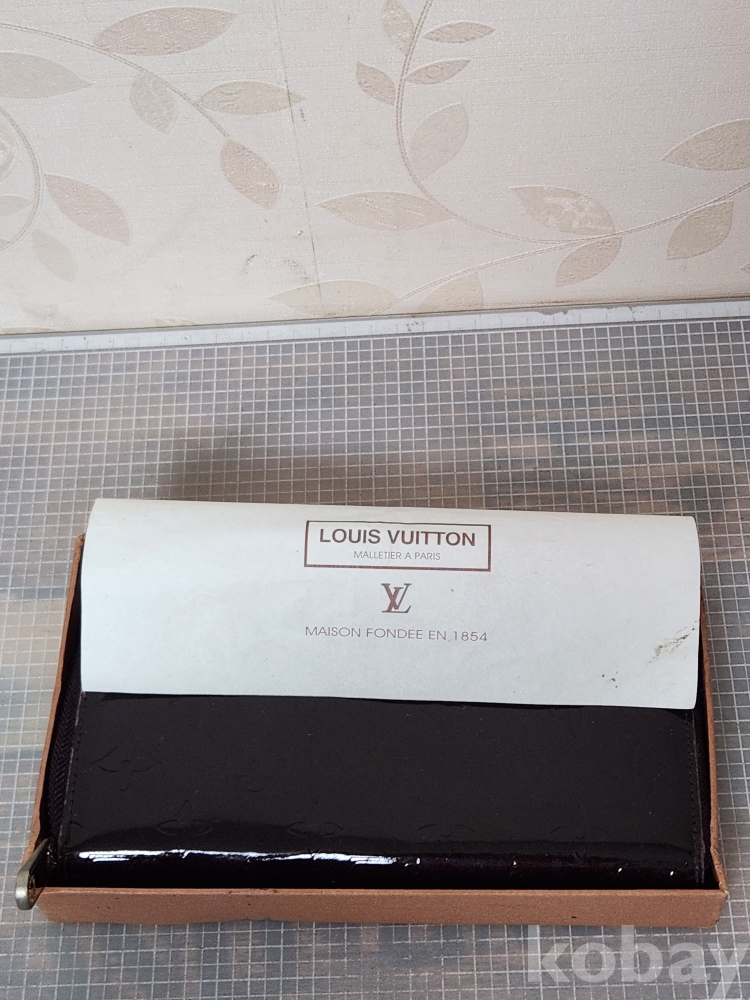 LOUIS VUITTON
MALLETIER A PARIS
LV
MAISON FONDEE EN 1854
kobay